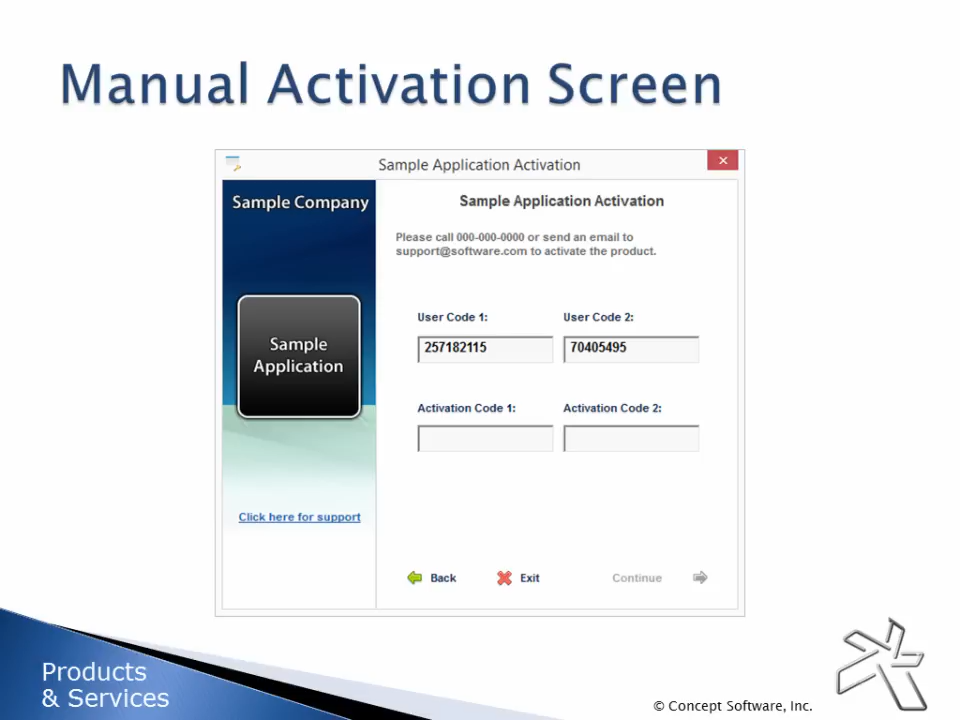 Manual Activation Screen
Sample Application Activation
Sample Company
Sample Application Activation
Please call 000-000-0000 or send an email to
support@software.com to activate the product.
User Code 1: User Code 2:
257182115 70405495
Sample
Application
Activation Code 1: Activation Code 2:
Click here for support
Back Exit Continue
Products
& Services
© Concept Software, Inc.